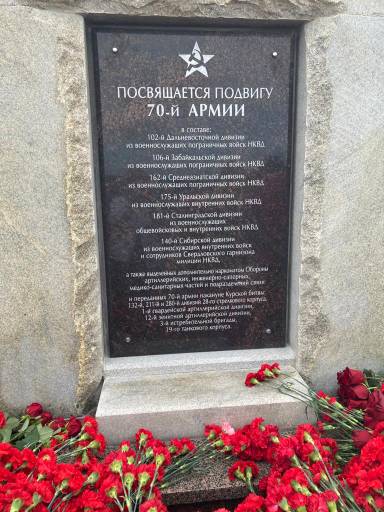 ПОСВЯЩАЕТСЯ ПОДВИГУ
70-й АРМИИ
в составе:
102-й Дальневосточной дивизии
из военнослужащих пограничных войск НКВД
106-й Забайкальской дивизии
из военнослужащих пограничных войск НКВД,
162-й Среднеазиатской дивизии
из военнослужащих пограничных войск НКВД,
175-й Уральской дивизии
из военнослужащих внутренних войск НКВД,
181-й Сталинградской дивизии
из военнослужащих
общевойсковых и внутренних войск НКВД,
140-й Сибирской дивизии
из военнослужащих внутренних войск
и сотрудников Свердловского гарнизона
милиции НКВД,
а также выделенных дополнительно наркоматом Обороны
артиллерийских, инженерно-саперных,
медико-санитарных частей и подразделений связи
и переданных 70-й армии накануне Курской битвы:
132-й, 211-й и 280-й дивизий 28-го стрелкового корпуса,
1-й гвардейской артиллерийской дивизии,
12-й зенитной артиллерийской дивизии,
3-й истребительной бригады,
19-го танкового корпуса.